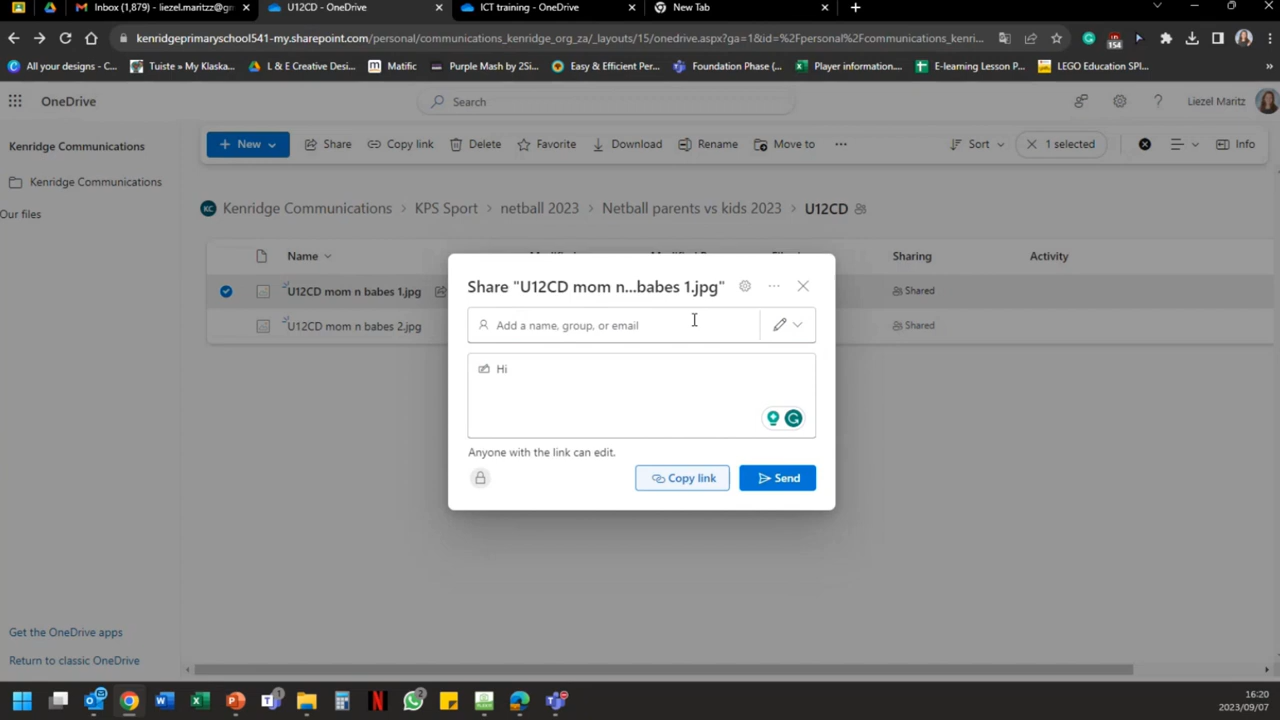 Inbox (1,879) - liezel.maritzz@gm
U12CD - OneDrive
ICT training - OneDrive
New Tab
kenridgeprimaryschool541-my.sharepoint.com/personal/communications_kenridge_org_za/_layouts/15/onedrive.aspx?ga=1&id=%2Fpersonal%2Fcommunications_kenri...
154
All your designs - C...
Tuiste » My Klaska...
L & E Creative Desi...
Matific
Purple Mash by 2Si...
Easy & Efficient Per...
Foundation Phase (...
Player information....
E-learning Lesson P...
LEGO Education SPI...
»
OneDrive
Search
?
Liezel Maritz
Kenridge Communications
+ New
Share
Copy link
Delete
Favorite
Download
Rename
Move to
...
Sort
1 selected
Info
Kenridge Communications
Our files
KC Kenridge Communications > KPS Sport > netball 2023 > Netball parents vs kids 2023 > U12CD
Name
Sharing
Activity
U12CD mom n babes 1.jpg
Shared
U12CD mom n babes 2.jpg
Shared
Share "U12CD mom n...babes 1.jpg"
...
Add a name, group, or email
Hi
Anyone with the link can edit.
Copy link
Send
Get the OneDrive apps
Return to classic OneDrive
16:20
2023/09/07